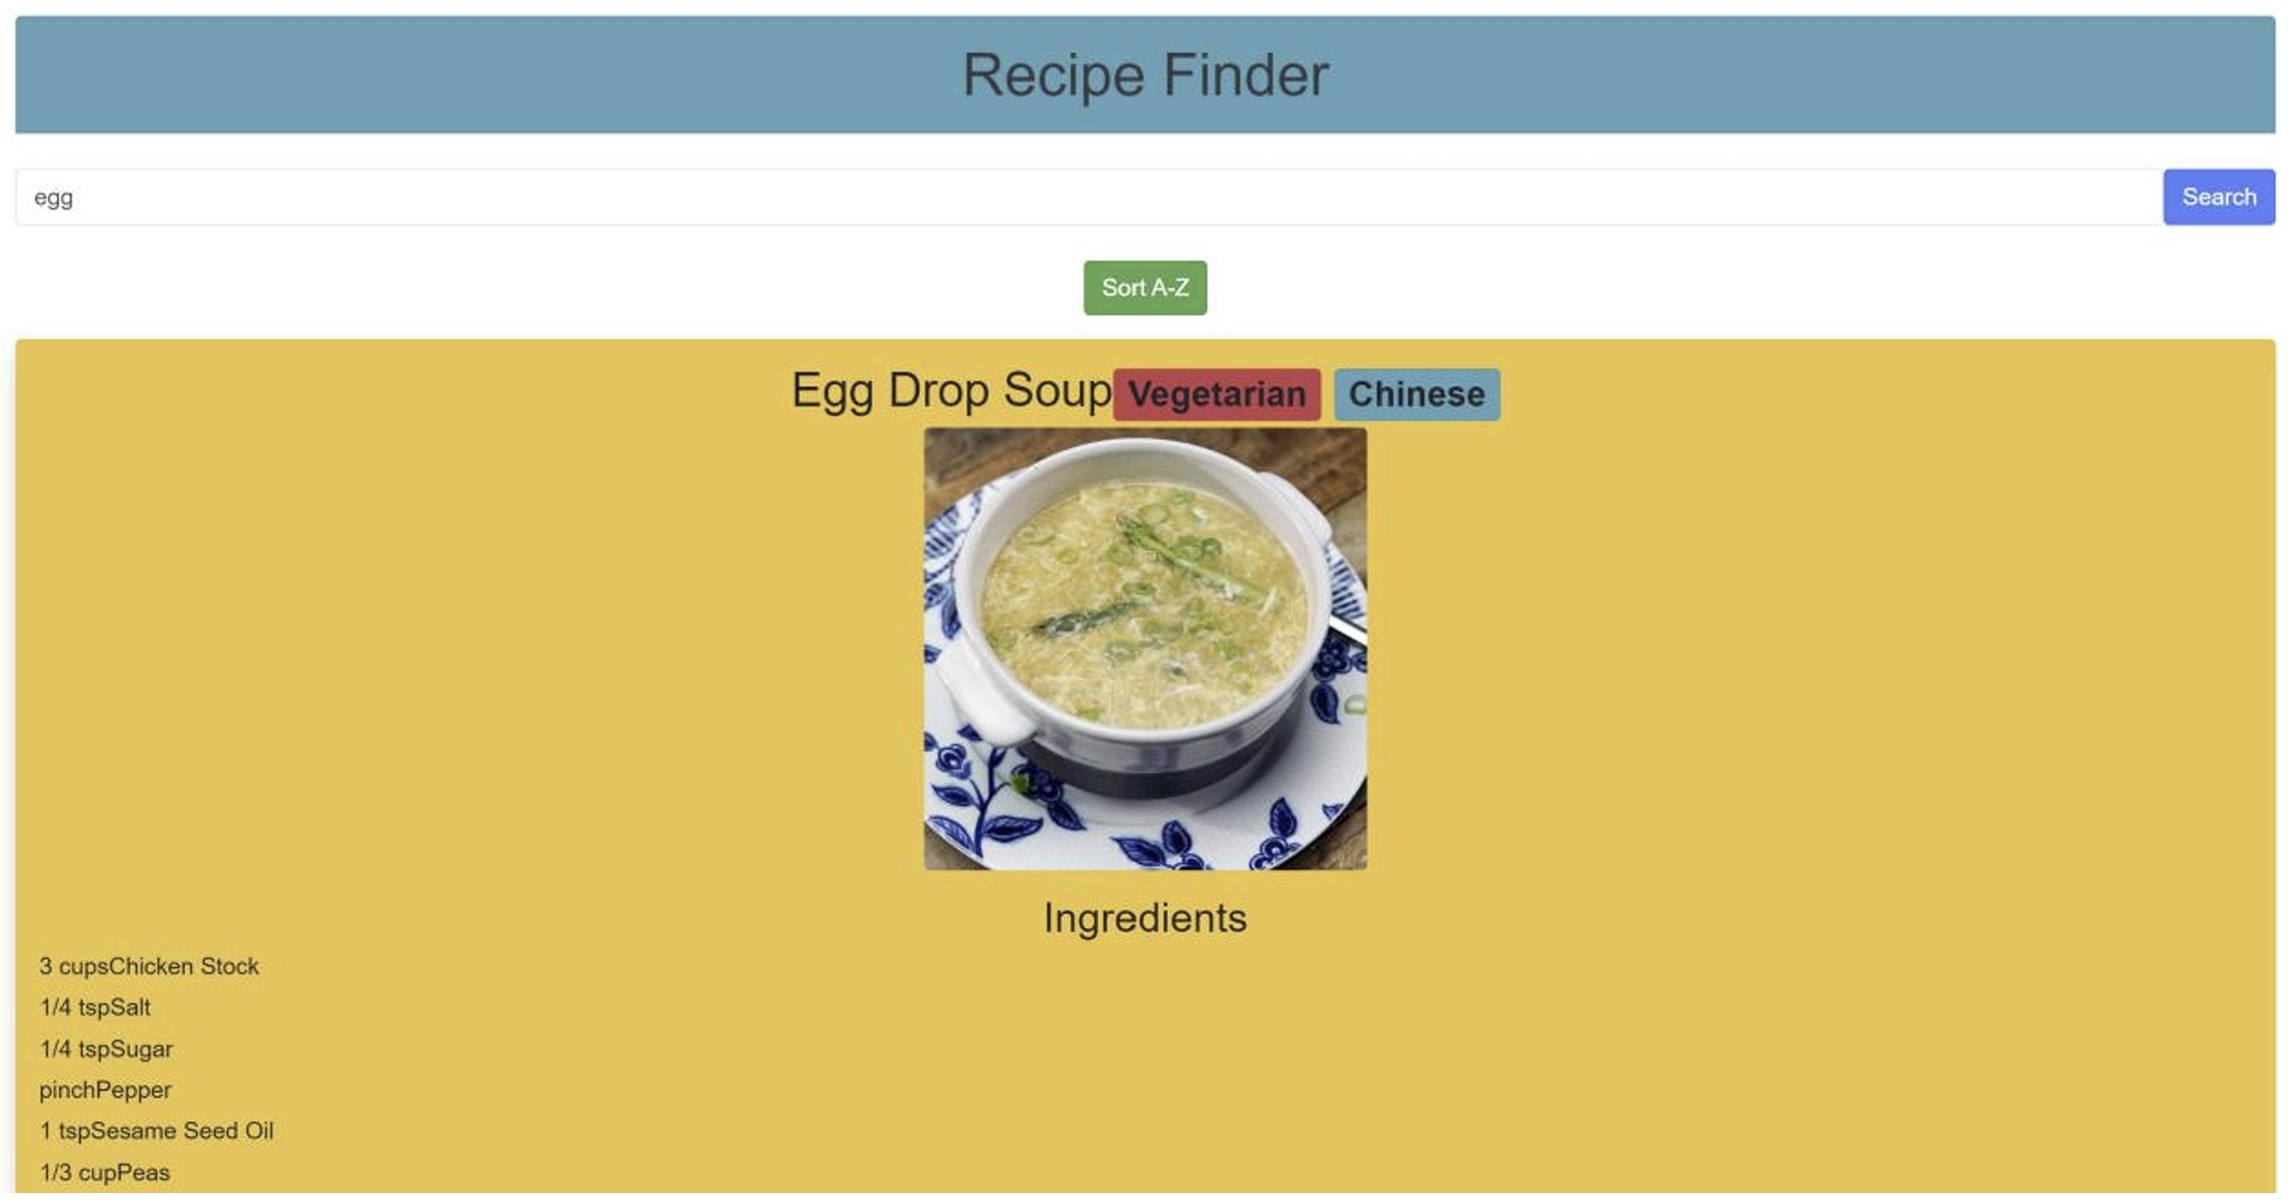 Recipe Finder
egg
Search
Sort A-Z
Egg Drop Soup Vegetarian Chinese
Ingredients
3 cupsChicken Stock
1/4 tspSalt
1/4 tspSugar
pinchPepper
1 tspSesame Seed Oil
1/3 cupPeas